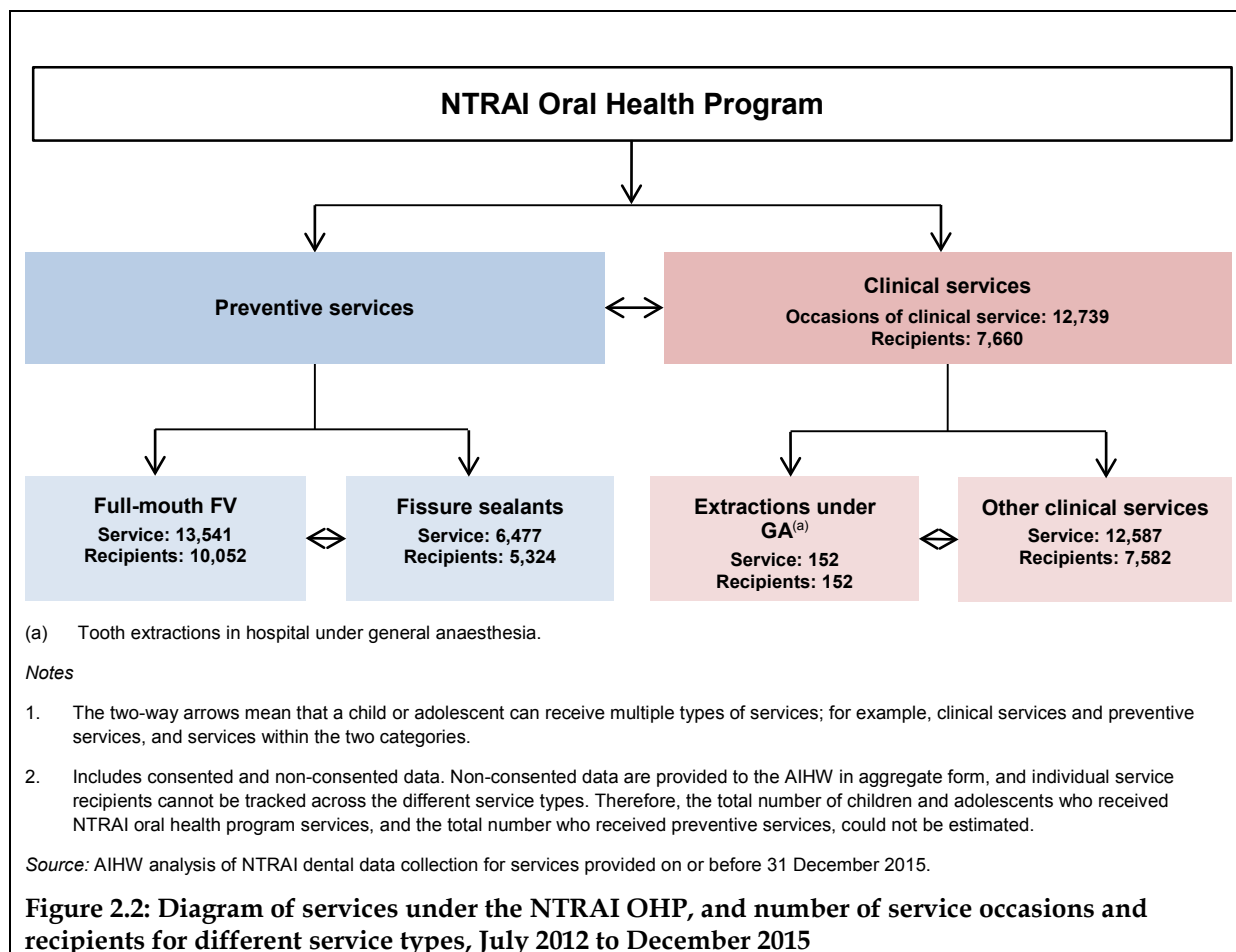 NTRAI Oral Health Program
Preventive services
Clinical services
Occasions of clinical service: 12,739
Recipients: 7,660
Full-mouth FV
Service: 13,541
Recipients: 10,052
Fissure sealants
Service: 6,477
Recipients: 5,324
Extractions under
GA(a)
Service: 152
Recipients: 152
Other clinical services
Service: 12,587
Recipients: 7,582
(a) Tooth extractions in hospital under general anaesthesia.
Notes
1. The two-way arrows mean that a child or adolescent can receive multiple types of services; for example, clinical services and preventive
services, and services within the two categories.
2. Includes consented and non-consented data. Non-consented data are provided to the AIHW in aggregate form, and individual service
recipients cannot be tracked across the different service types. Therefore, the total number of children and adolescents who received
NTRAI oral health program services, and the total number who received preventive services, could not be estimated.
Source: AIHW analysis of NTRAI dental data collection for services provided on or before 31 December 2015.
Figure 2.2: Diagram of services under the NTRAI OHP, and number of service occasions and
recipients for different service types, July 2012 to December 2015